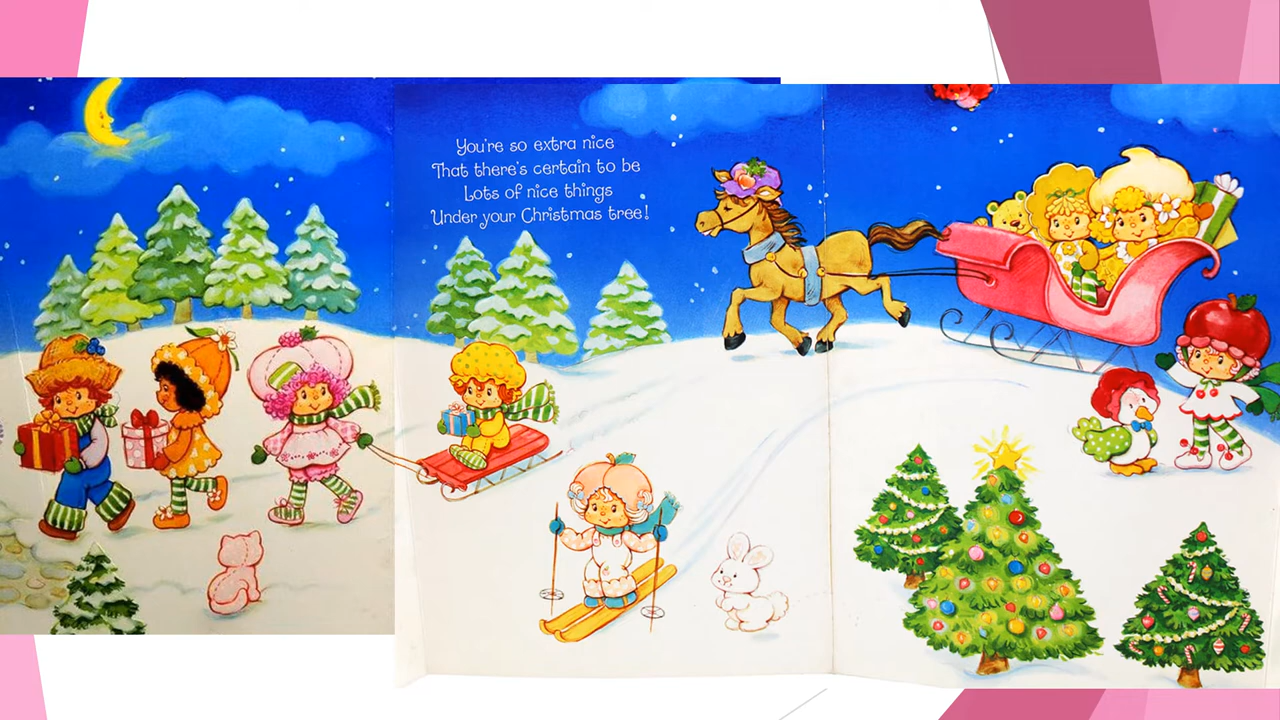 You're so extra nice
That there's certain to be
Lots of nice things
Under your Christmas tree!